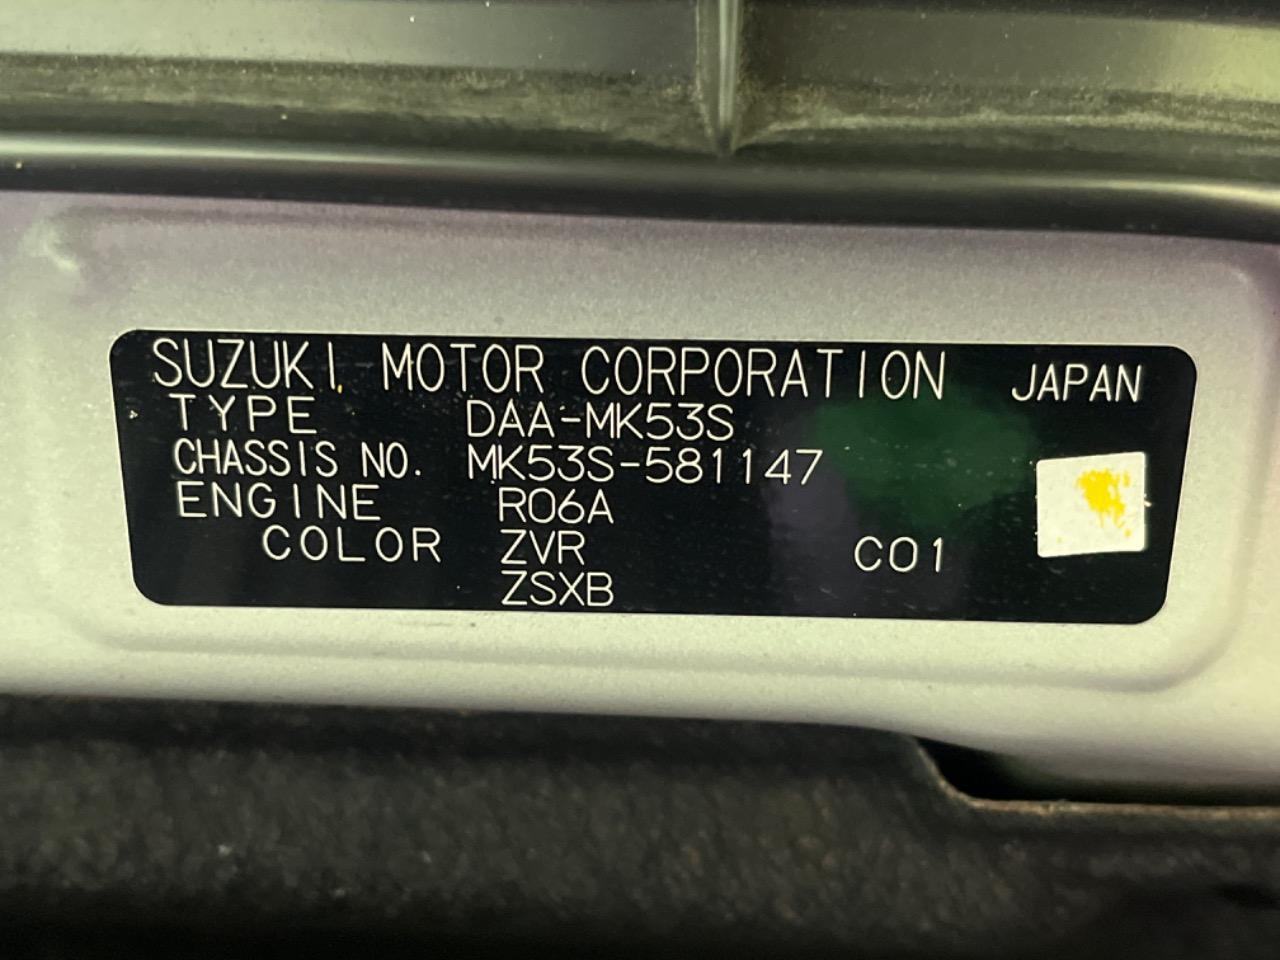 SUZUKI MOTOR CORPORATION JAPAN
TYPE DAA-MK53S
CHASSIS NO. MK53S-581147
ENGINE R06A
COLOR ZVR C01
ZSXB